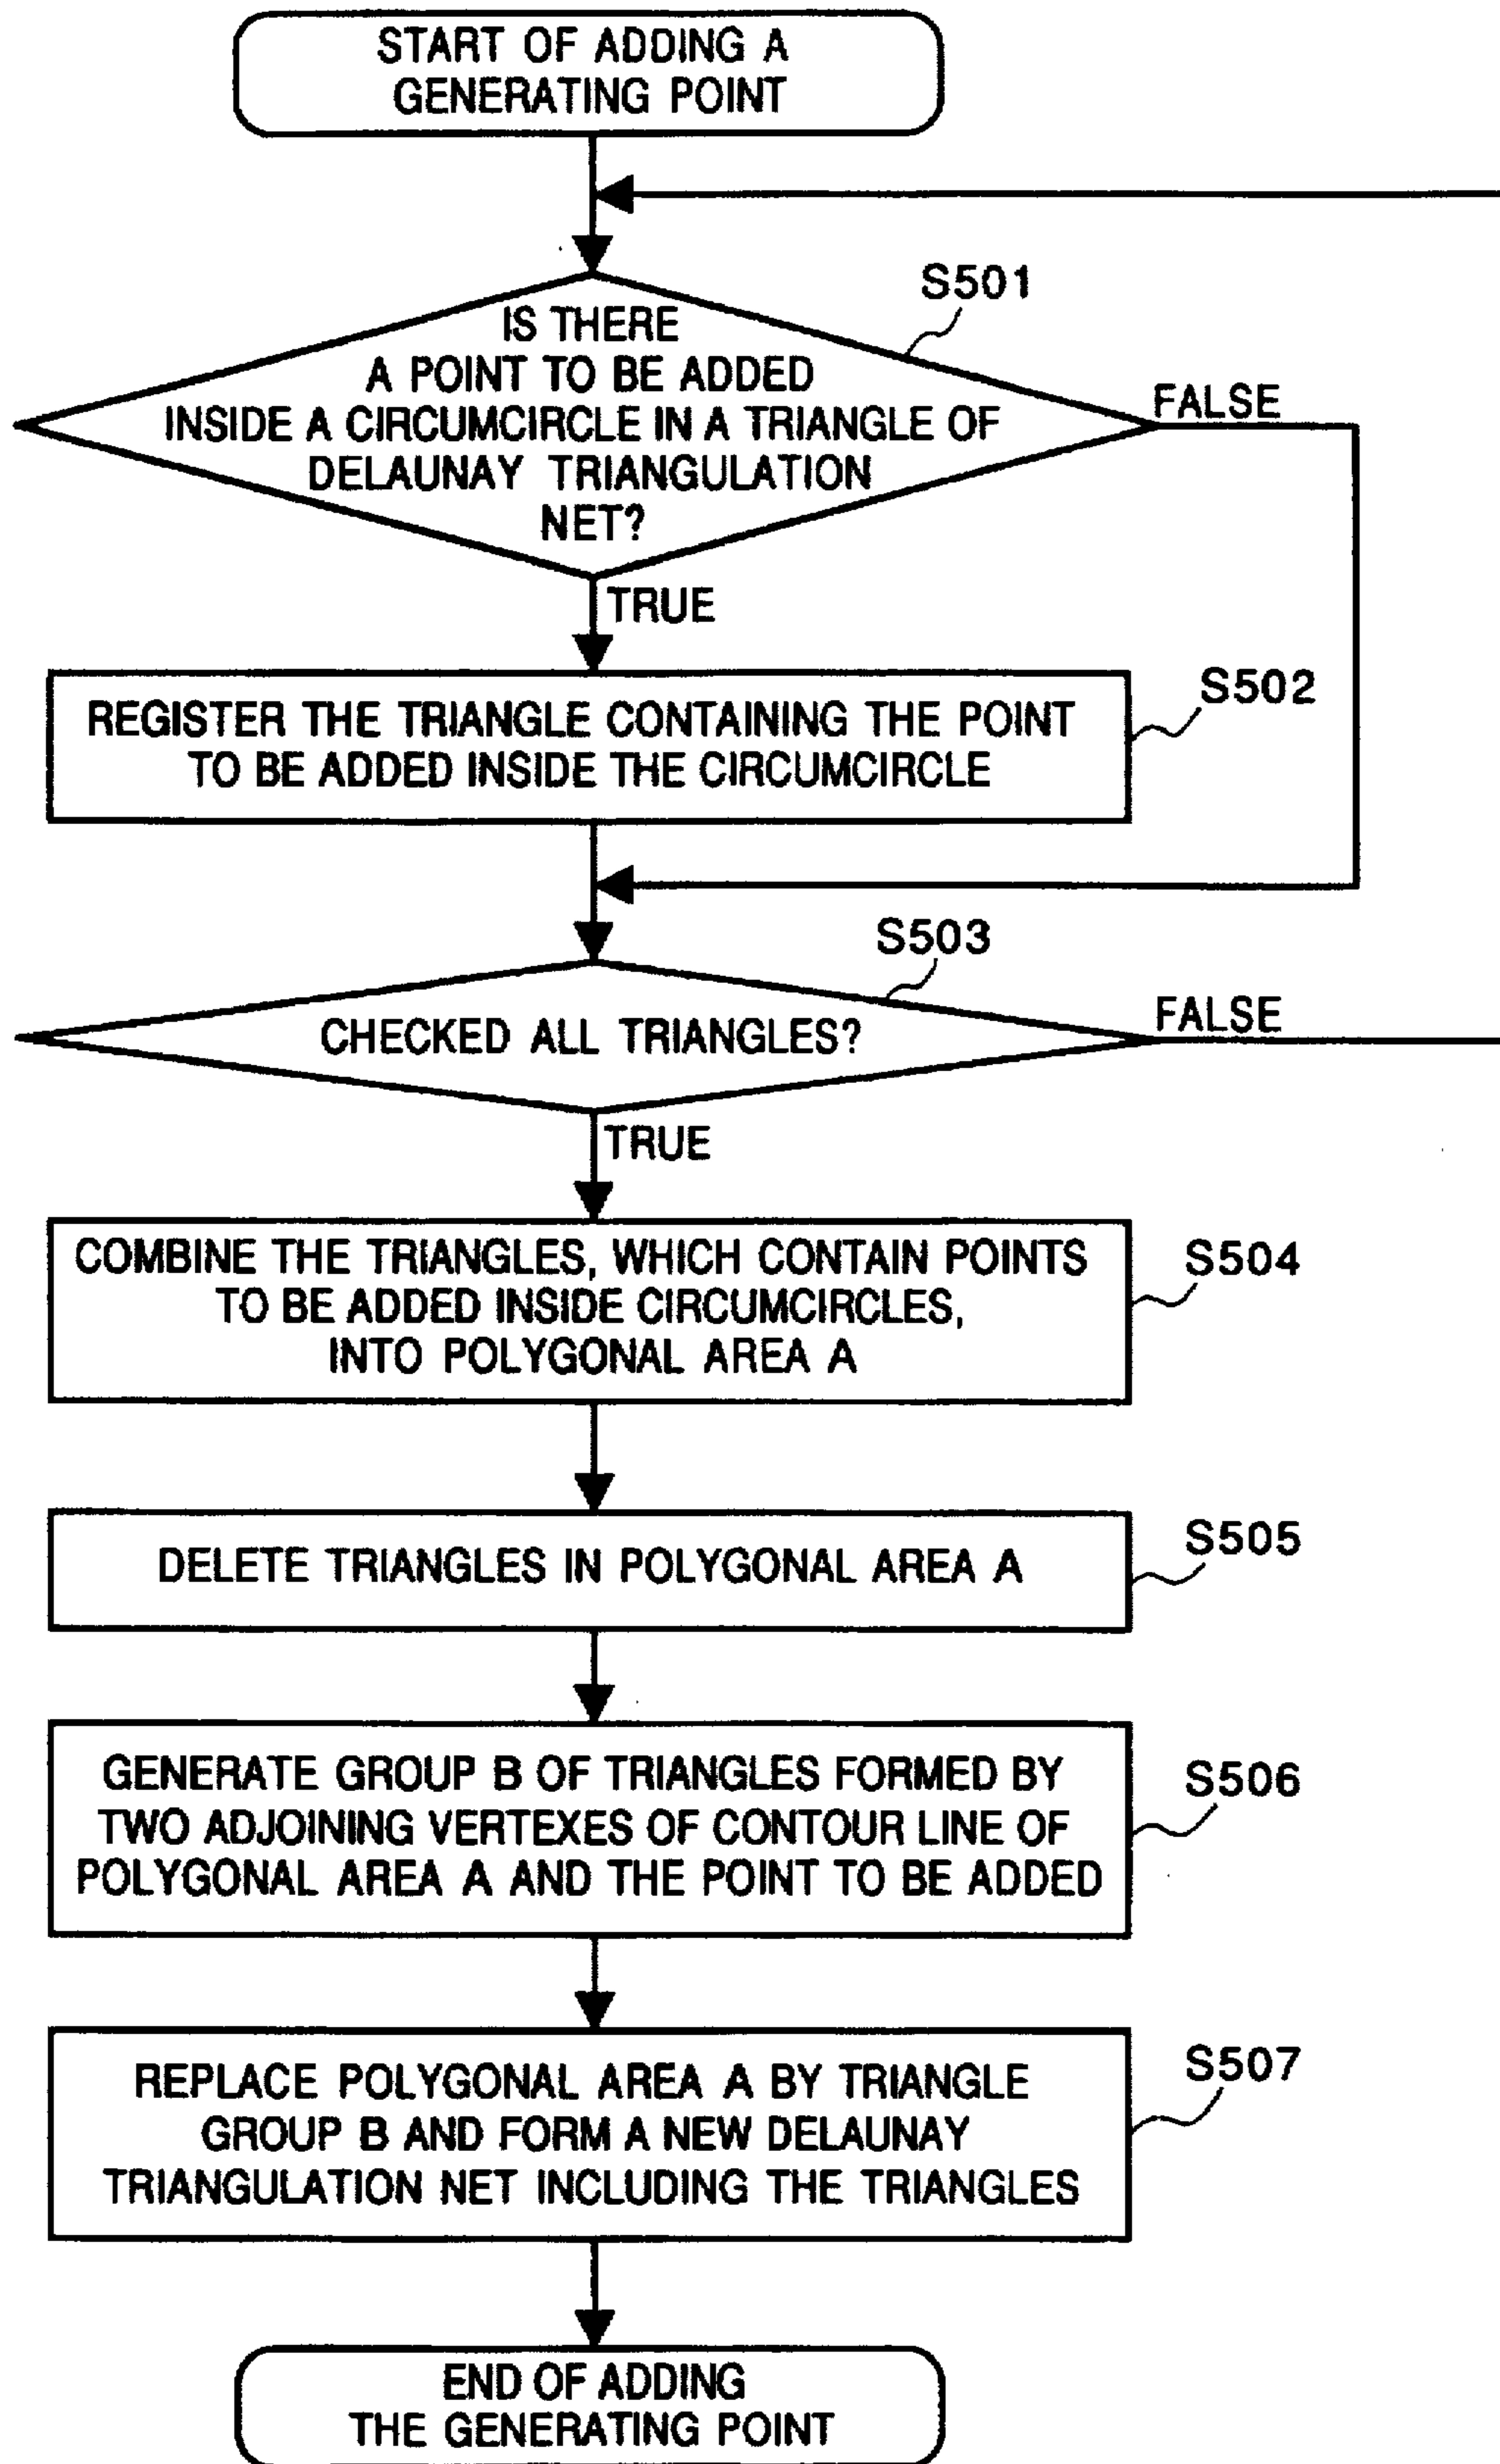 START OF ADDING A
GENERATING POINT
S501
IS THERE
A POINT TO BE ADDED
INSIDE A CIRCUMCIRCLE IN A TRIANGLE OF
DELAUNAY TRIANGULATION
NET?
FALSE
TRUE
S502
REGISTER THE TRIANGLE CONTAINING THE POINT
TO BE ADDED INSIDE THE CIRCUMCIRCLE
S503
CHECKED ALL TRIANGLES?
FALSE
TRUE
COMBINE THE TRIANGLES, WHICH CONTAIN POINTS
TO BE ADDED INSIDE CIRCUMCIRCLES,
INTO POLYGONAL AREA A
S504
DELETE TRIANGLES IN POLYGONAL AREA A
S505
GENERATE GROUP B OF TRIANGLES FORMED BY
TWO ADJOINING VERTEXES OF CONTOUR LINE OF
POLYGONAL AREA A AND THE POINT TO BE ADDED
S506
REPLACE POLYGONAL AREA A BY TRIANGLE
GROUP B AND FORM A NEW DELAUNAY
TRIANGULATION NET INCLUDING THE TRIANGLES
S507
END OF ADDING
THE GENERATING POINT